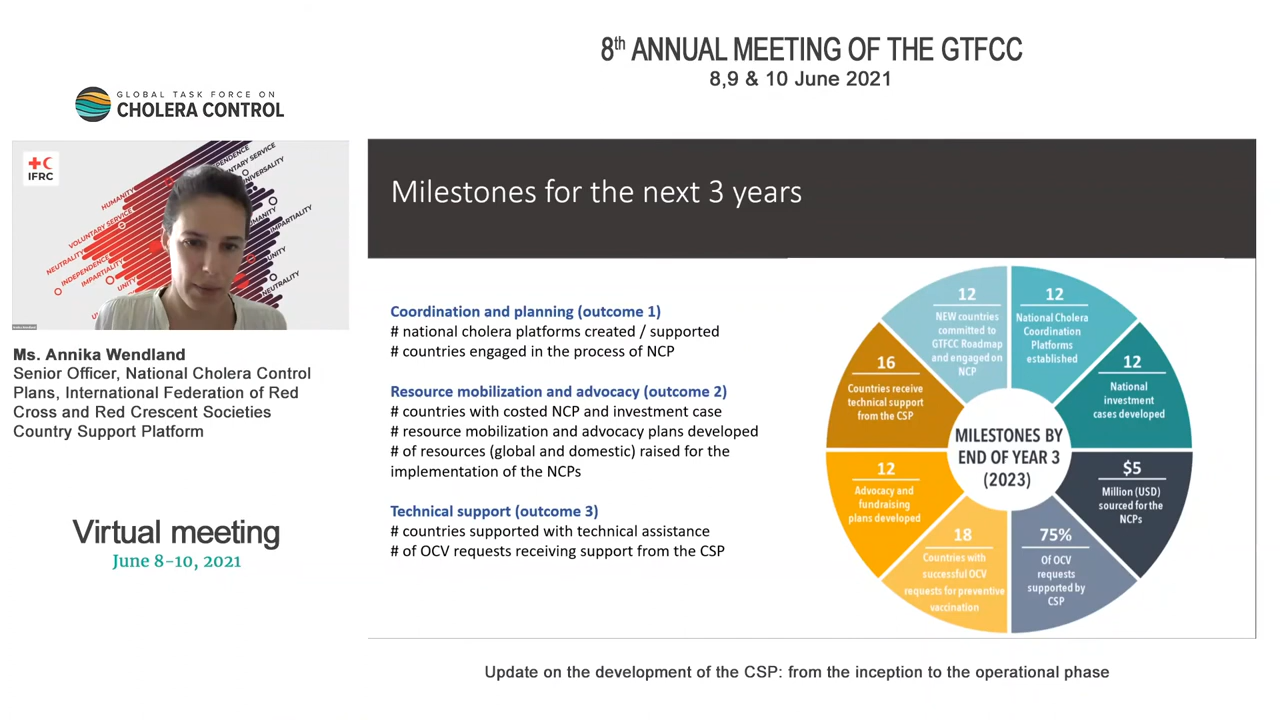 8th ANNUAL MEETING OF THE GTFCC
8,9 & 10 June 2021
GLOBAL TASK FORCE ON
CHOLERA CONTROL
IFRC
HUMANITY
VOLUNTARY SERVICE
NEUTRALITY
INDEPENDENCE
IMPARTIALITY
UNITY
IMPARTIALITY
UNITY
NEUTRALITY
Ms. Annika Wendland
Senior Officer, National Cholera Control
Plans, International Federation of Red
Cross and Red Crescent Societies
Country Support Platform
Virtual meeting
June 8-10, 2021
Milestones for the next 3 years
Coordination and planning (outcome 1)
# national cholera platforms created / supported
# countries engaged in the process of NCP
Resource mobilization and advocacy (outcome 2)
# countries with costed NCP and investment case
# resource mobilization and advocacy plans developed
# of resources (global and domestic) raised for the
implementation of the NCPs
Technical support (outcome 3)
# countries supported with technical assistance
# of OCV requests receiving support from the CSP
MILESTONES BY
END OF YEAR 3
(2023)
12
NEW countries
committed to
GTFCC Roadmap
and engaged on
NCP
12
National Cholera
Coordination
Platforms
established
12
National
investment
cases developed
$5
Million (USD)
sourced for the
NCPs
75%
Of OCV
requests
supported by
CSP
18
Countries with
successful OCV
requests for preventive
vaccination
12
Advocacy and
fundraising
plans developed
16
Countries receive
technical support
from the CSP
Update on the development of the CSP: from the inception to the operational phase